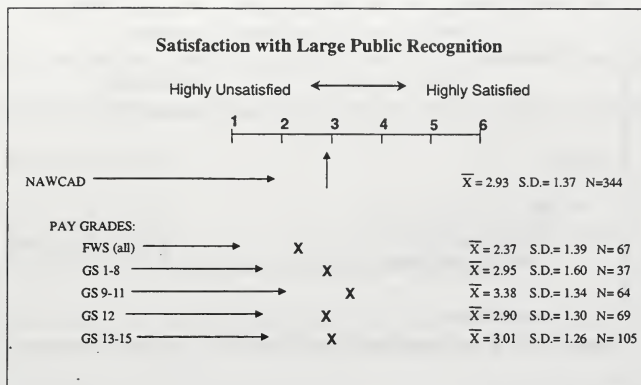 Satisfaction with Large Public Recognition
Highly Unsatisfied Highly Satisfied
1 2 3 4 5 6
NAWCAD X̄ = 2.93 S.D.= 1.37 N=344
PAY GRADES:
FWS (all) X X̄ = 2.37 S.D.= 1.39 N= 67
GS 1-8 X X̄ = 2.95 S.D.= 1.60 N= 37
GS 9-11 X X̄ = 3.38 S.D.= 1.34 N= 64
GS 12 X X̄ = 2.90 S.D.= 1.30 N= 69
GS 13-15 X X̄ = 3.01 S.D.= 1.26 N= 105